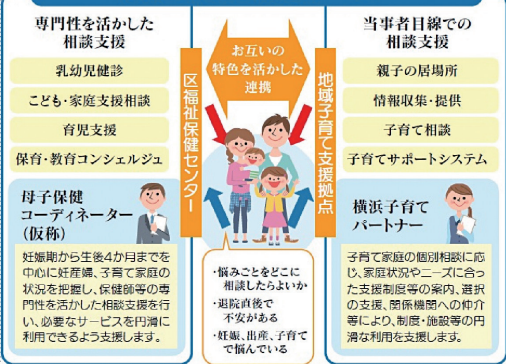 専門性を活かした
相談支援
乳幼児健診
こども・家庭支援相談
育児支援
保育・教育コンシェルジュ
母子保健
コーディネーター
（仮称）
妊娠期から生後4か月までを
中心に妊産婦、子育て家庭の
状況を把握し、保健師等の専
門性を活かした相談支援を行
い、必要なサービスを円滑に
利用できるよう支援します。
区福祉保健センター
お互いの
特色を活かした
連携
地域子育て支援拠点
・悩みごとをどこに
相談したらよいか
・退院直後で
不安がある
・妊娠、出産、子育て
で悩んでいる
当事者目線での
相談支援
親子の居場所
情報収集・提供
子育て相談
子育てサポートシステム
横浜子育て
パートナー
子育て家庭の個別相談に応
じ、家庭状況やニーズに合っ
た支援制度等の案内、選択
の支援、関係機関への仲介
等により、制度・施設等の円
滑な利用を支援します。